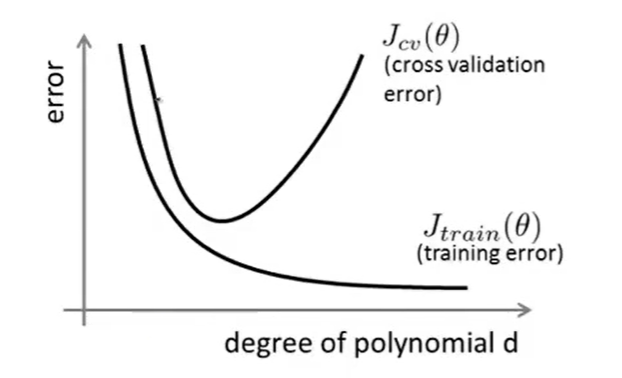 J_cv(θ)
(cross validation
error)
error
J_train(θ)
(training error)
degree of polynomial d